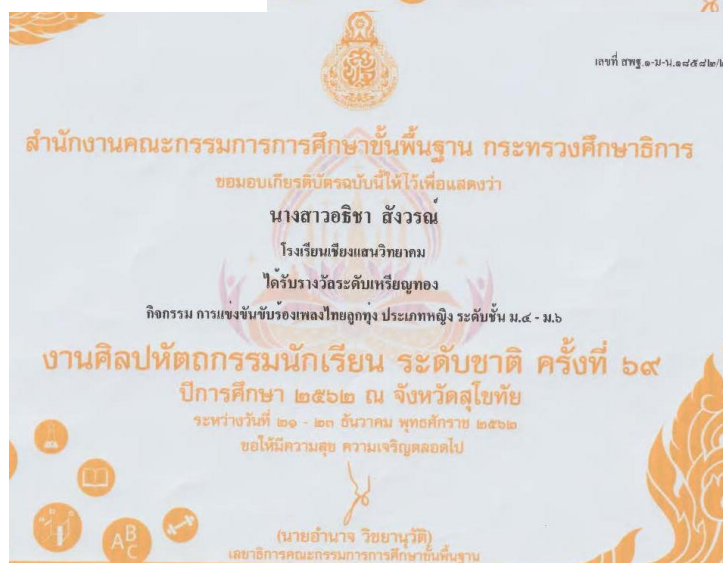 เลขที่ สพฐ.๑-ม-น.๑๘๕๘๒/
สำนักงานคณะกรรมการการศึกษาขั้นพื้นฐาน กระทรวงศึกษาธิการ
ขอมอบเกียรติบัตรฉบับนี้ให้ไว้เพื่อแสดงว่า
นางสาวอธิชา สังวรณ์
โรงเรียนเชียงแสนวิทยาคม
ได้รับรางวัลระดับเหรียญทอง
กิจกรรม การแข่งขันขับร้องเพลงไทยลูกทุ่ง ประเภทหญิง ระดับชั้น ม.๔ - ม.๖
งานศิลปหัตถกรรมนักเรียน ระดับชาติ ครั้งที่ ๖๙
ปีการศึกษา ๒๕๖๒ ณ จังหวัดสุโขทัย
ระหว่างวันที่ ๒๑ - ๒๓ ธันวาคม พุทธศักราช ๒๕๖๒
ขอให้มีความสุข ความเจริญตลอดไป
(นายอำนาจ วิชยานุวัติ)
เลขาธิการคณะกรรมการการศึกษาขั้นพื้นฐาน
A B C